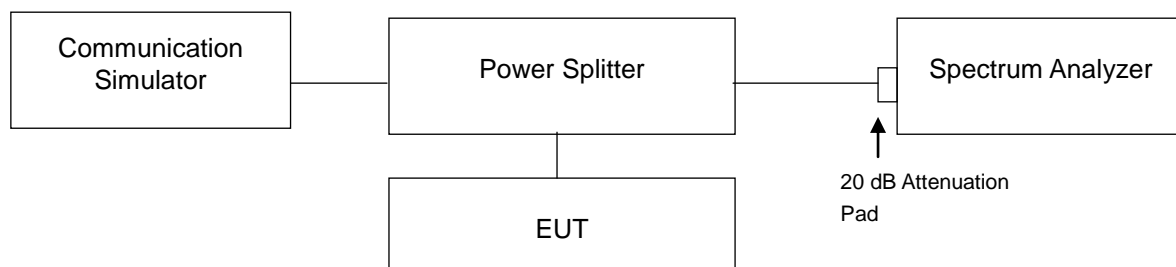 Communication
Simulator
Power Splitter
Spectrum Analyzer
20 dB Attenuation
Pad
EUT